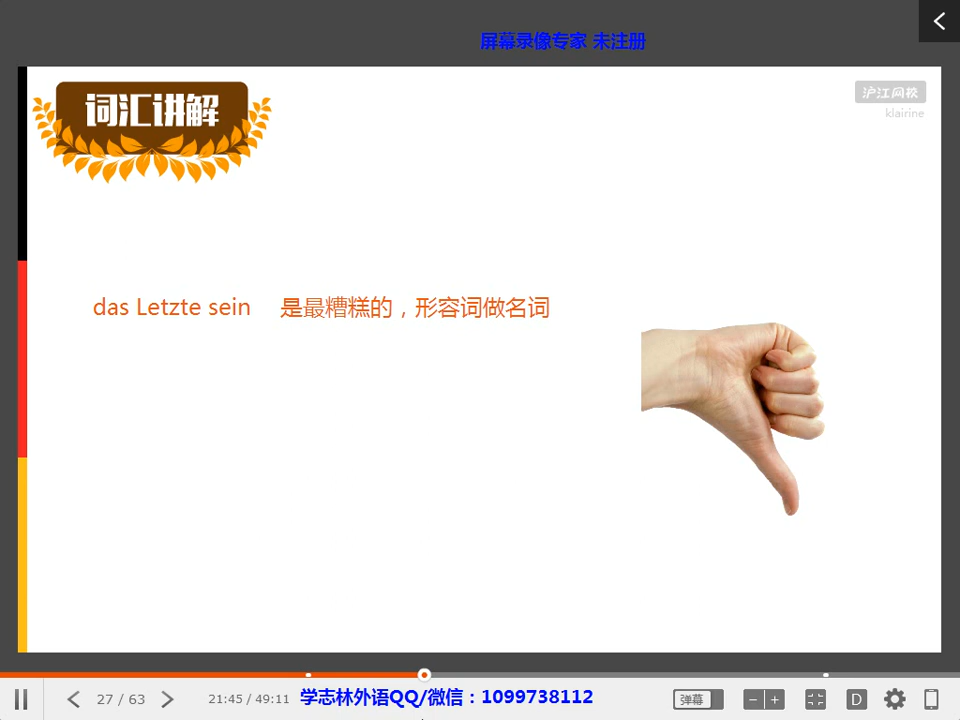 屏幕录像专家 未注册
词汇讲解
沪江网校
klairine
das Letzte sein 是最糟糕的，形容词做名词
27 / 63
21:45 / 49:11
学志林外语QQ/微信：1099738112
弹幕
D